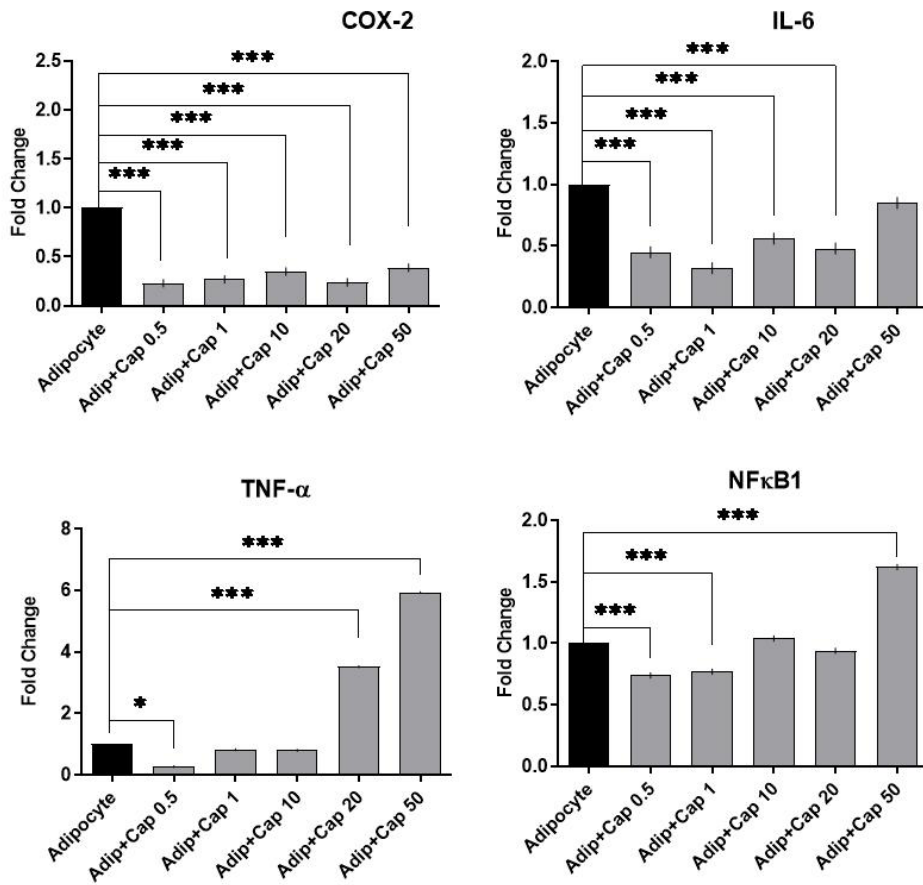 COX-2
***
***
***
***
***
Fold Change
2.5
2.0
1.5
1.0
0.5
0.0
Adipocyte
Adip+Cap 0.5
Adip+Cap 1
Adip+Cap 10
Adip+Cap 20
Adip+Cap 50
IL-6
***
***
***
***
Fold Change
2.0
1.5
1.0
0.5
0.0
Adipocyte
Adip+Cap 0.5
Adip+Cap 1
Adip+Cap 10
Adip+Cap 20
Adip+Cap 50
TNF-α
***
***
*
Fold Change
8
6
4
2
0
Adipocyte
Adip+Cap 0.5
Adip+Cap 1
Adip+Cap 10
Adip+Cap 20
Adip+Cap 50
NFκB1
***
***
***
Fold Change
2.0
1.5
1.0
0.5
0.0
Adipocyte
Adip+Cap 0.5
Adip+Cap 1
Adip+Cap 10
Adip+Cap 20
Adip+Cap 50